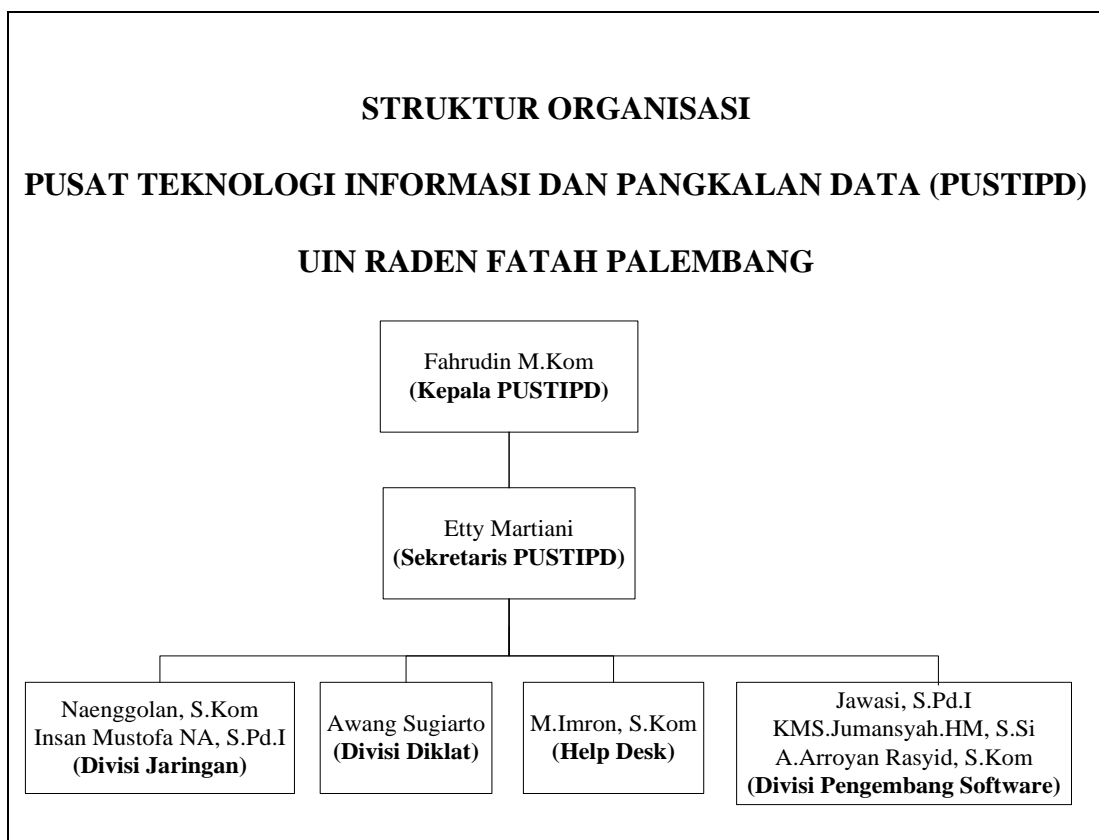 STRUKTUR ORGANISASI
PUSAT TEKNOLOGI INFORMASI DAN PANGKALAN DATA (PUSTIPD)
UIN RADEN FATAH PALEMBANG
Fahrudin M.Kom
(Kepala PUSTIPD)
Etty Martiani
(Sekretaris PUSTIPD)
Naenggolan, S.Kom
Insan Mustofa NA, S.Pd.I
(Divisi Jaringan)
Awang Sugiarto
(Divisi Diklat)
M.Imron, S.Kom
(Help Desk)
Jawasi, S.Pd.I
KMS.Jumansyah.HM, S.Si
A.Arroyan Rasyid, S.Kom
(Divisi Pengembang Software)